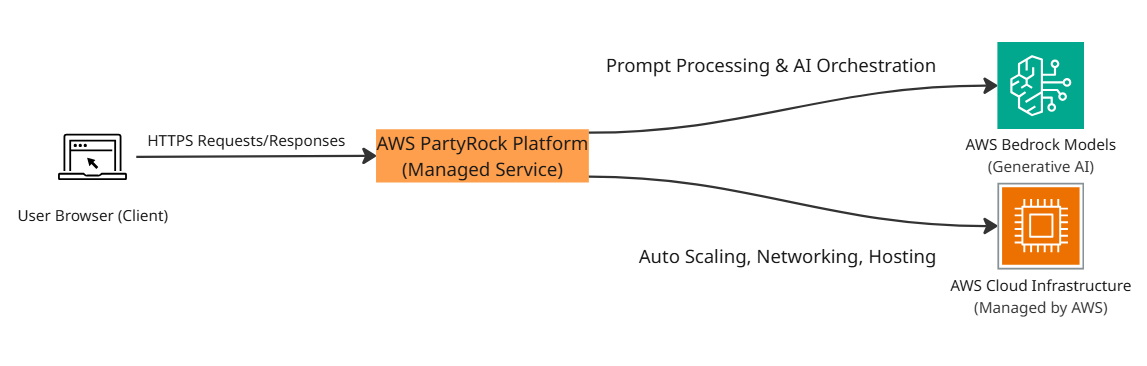 Prompt Processing & AI Orchestration
HTTPS Requests/Responses
AWS PartyRock Platform
(Managed Service)
AWS Bedrock Models
(Generative AI)
User Browser (Client)
Auto Scaling, Networking, Hosting
AWS Cloud Infrastructure
(Managed by AWS)